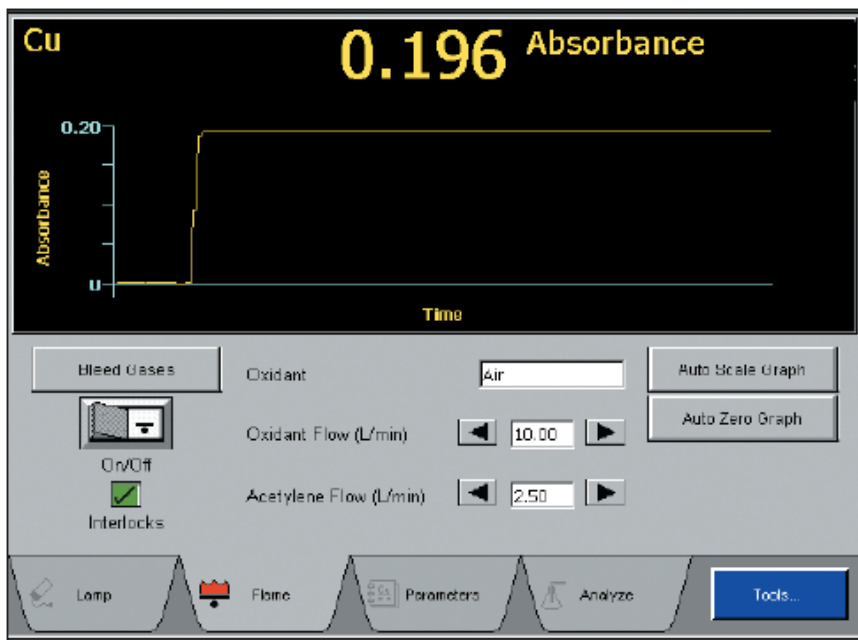 Cu
0.196 Absorbance
0.20
Absorbance
0
Time
Bleed Gases
Oxidant
Air
Auto Scale Graph
Oxidant Flow (L/min)
10.00
Auto Zero Graph
On/Off
Acetylene Flow (L/min)
2.50
Interlocks
Lamp
Flame
Parameters
Analyze
Tools...